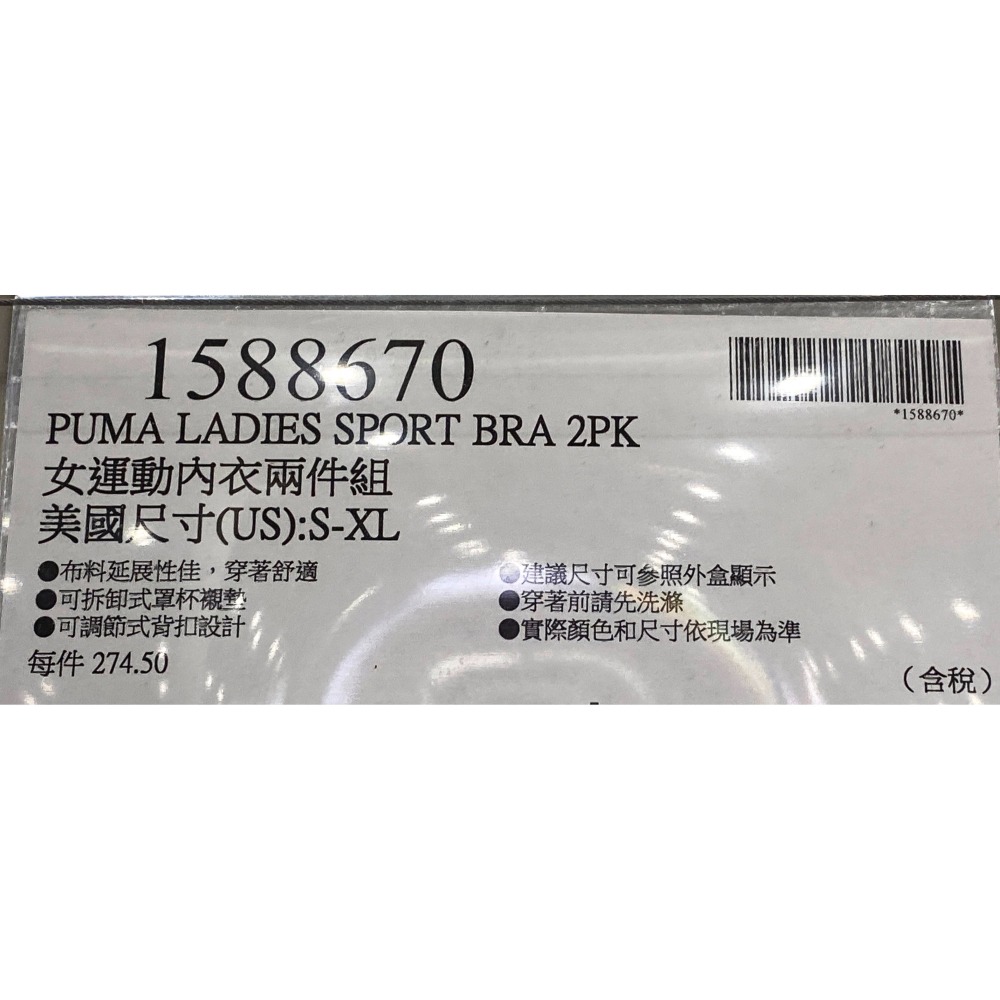 1588670
*1588670*
PUMA LADIES SPORT BRA 2PK
女運動內衣兩件組
美國尺寸(US):S-XL
●布料延展性佳，穿著舒適
●可拆卸式罩杯襯墊
●可調節式背扣設計
●建議尺寸可參照外盒顯示
●穿著前請先洗滌
●實際顏色和尺寸依現場為準
每件 274.50
（含稅）